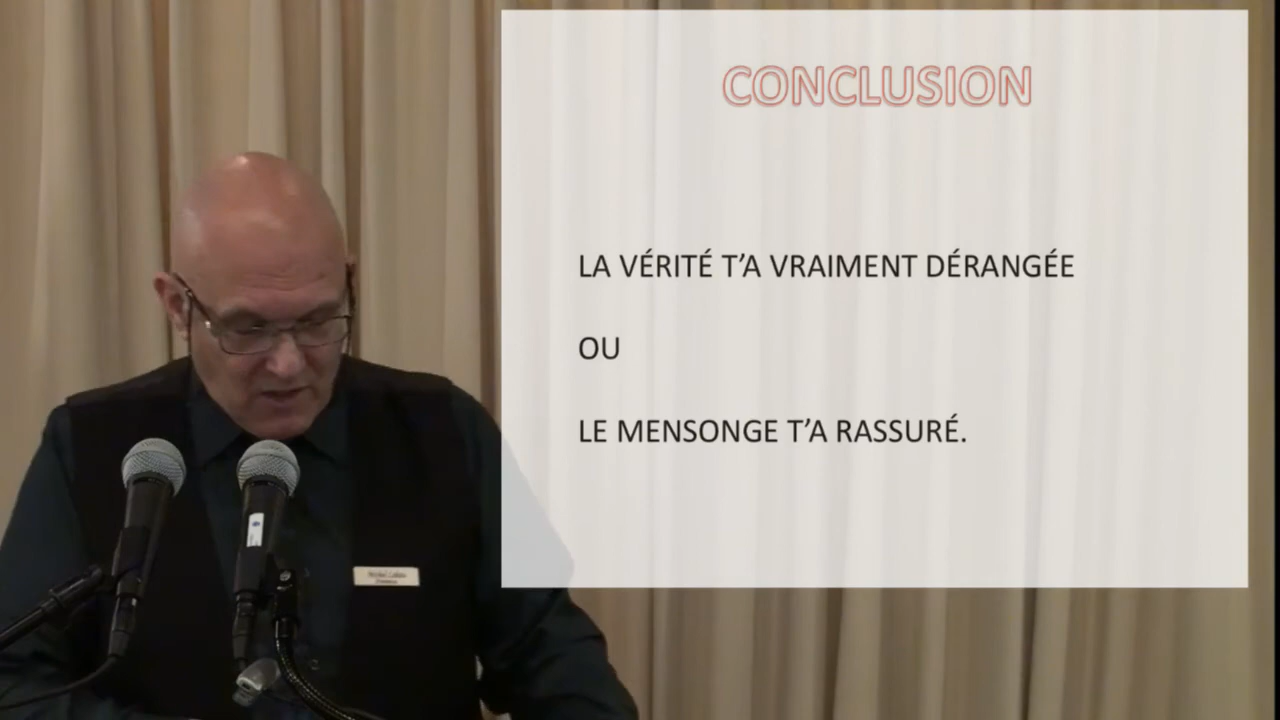 CONCLUSION
LA VÉRITÉ T'A VRAIMENT DÉRANGÉE
OU
LE MENSONGE T'A RASSURÉ.